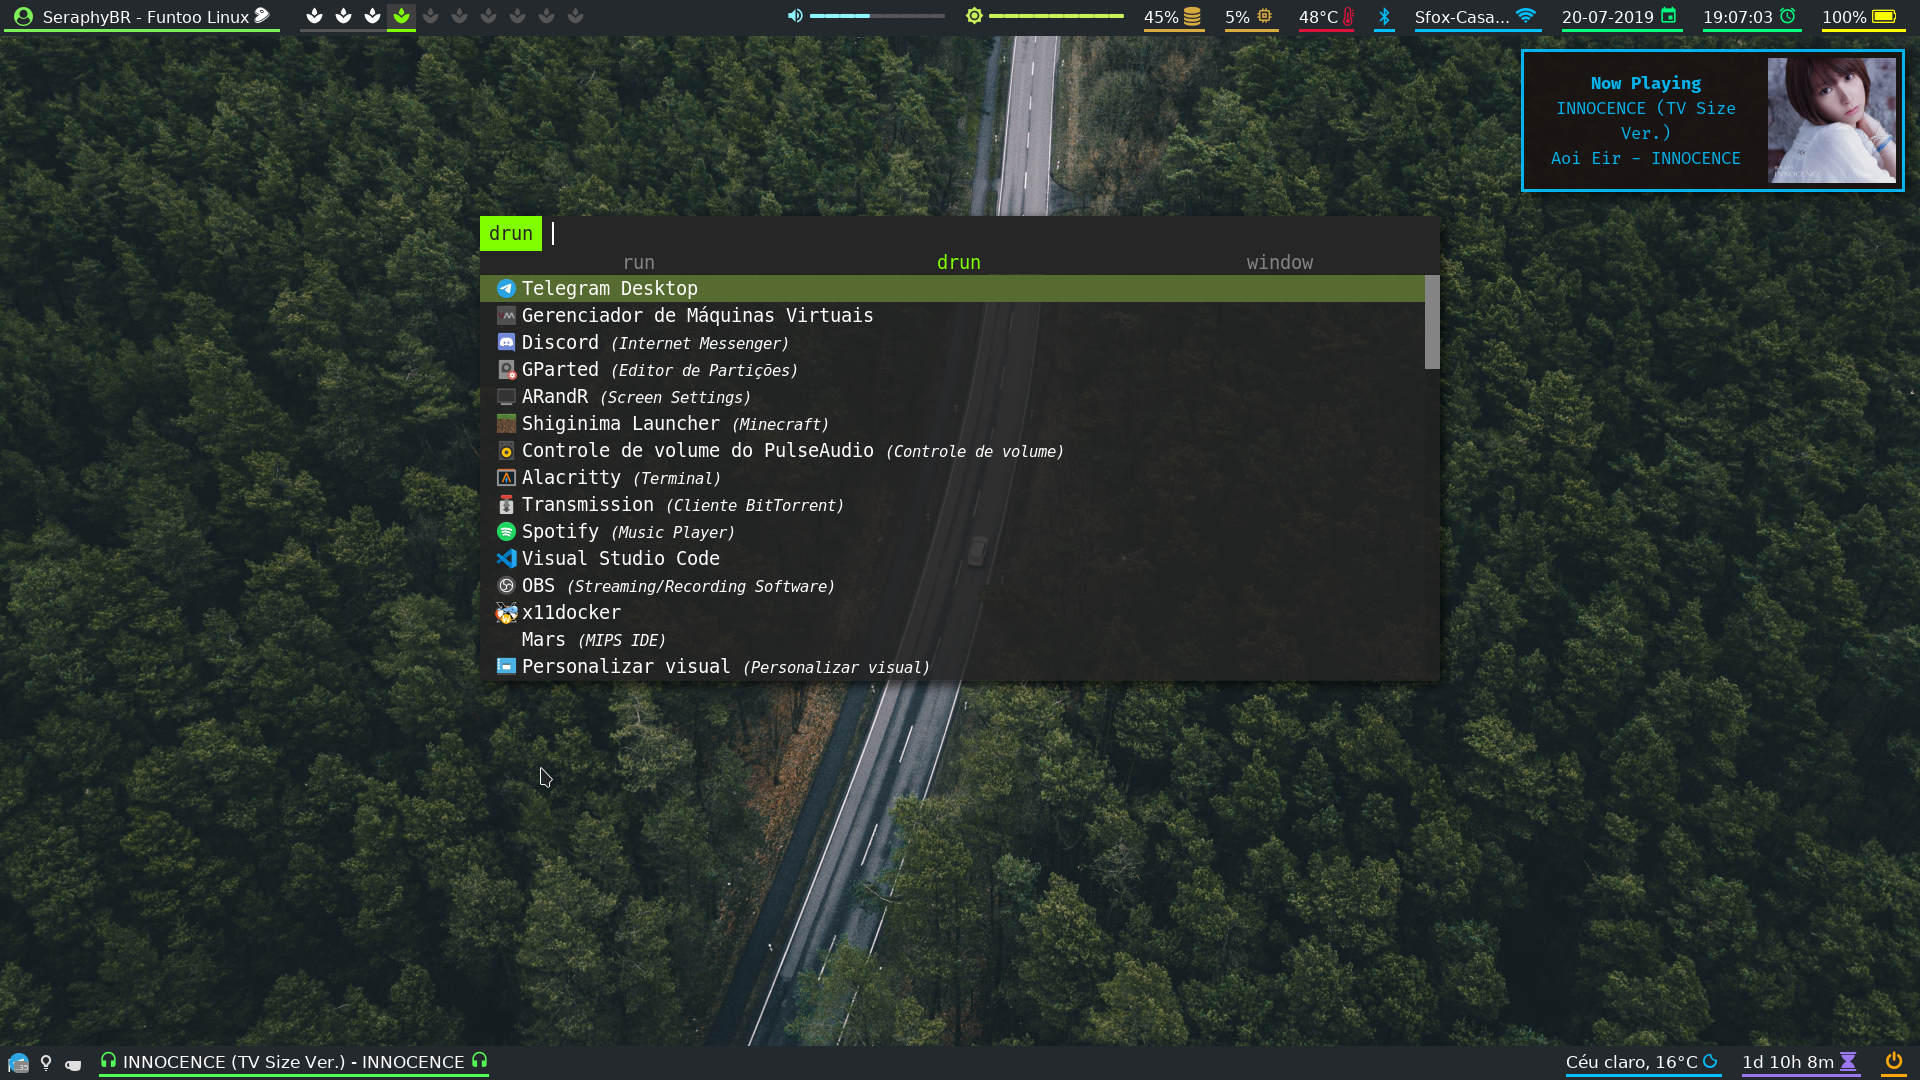 SeraphyBR - Funtoo Linux
45%
5%
48°C
Sfox-Casa...
20-07-2019
19:07:03
100%
Now Playing
INNOCENCE (TV Size
Ver.)
Aoi Eir - INNOCENCE
INNOCENCE
drun
run
drun
window
Telegram Desktop
Gerenciador de Máquinas Virtuais
Discord (Internet Messenger)
GParted (Editor de Partições)
ARandR (Screen Settings)
Shiginima Launcher (Minecraft)
Controle de volume do PulseAudio (Controle de volume)
Alacritty (Terminal)
Transmission (Cliente BitTorrent)
Spotify (Music Player)
Visual Studio Code
OBS (Streaming/Recording Software)
x11docker
Mars (MIPS IDE)
Personalizar visual (Personalizar visual)
INNOCENCE (TV Size Ver.) - INNOCENCE
Céu claro, 16°C
1d 10h 8m